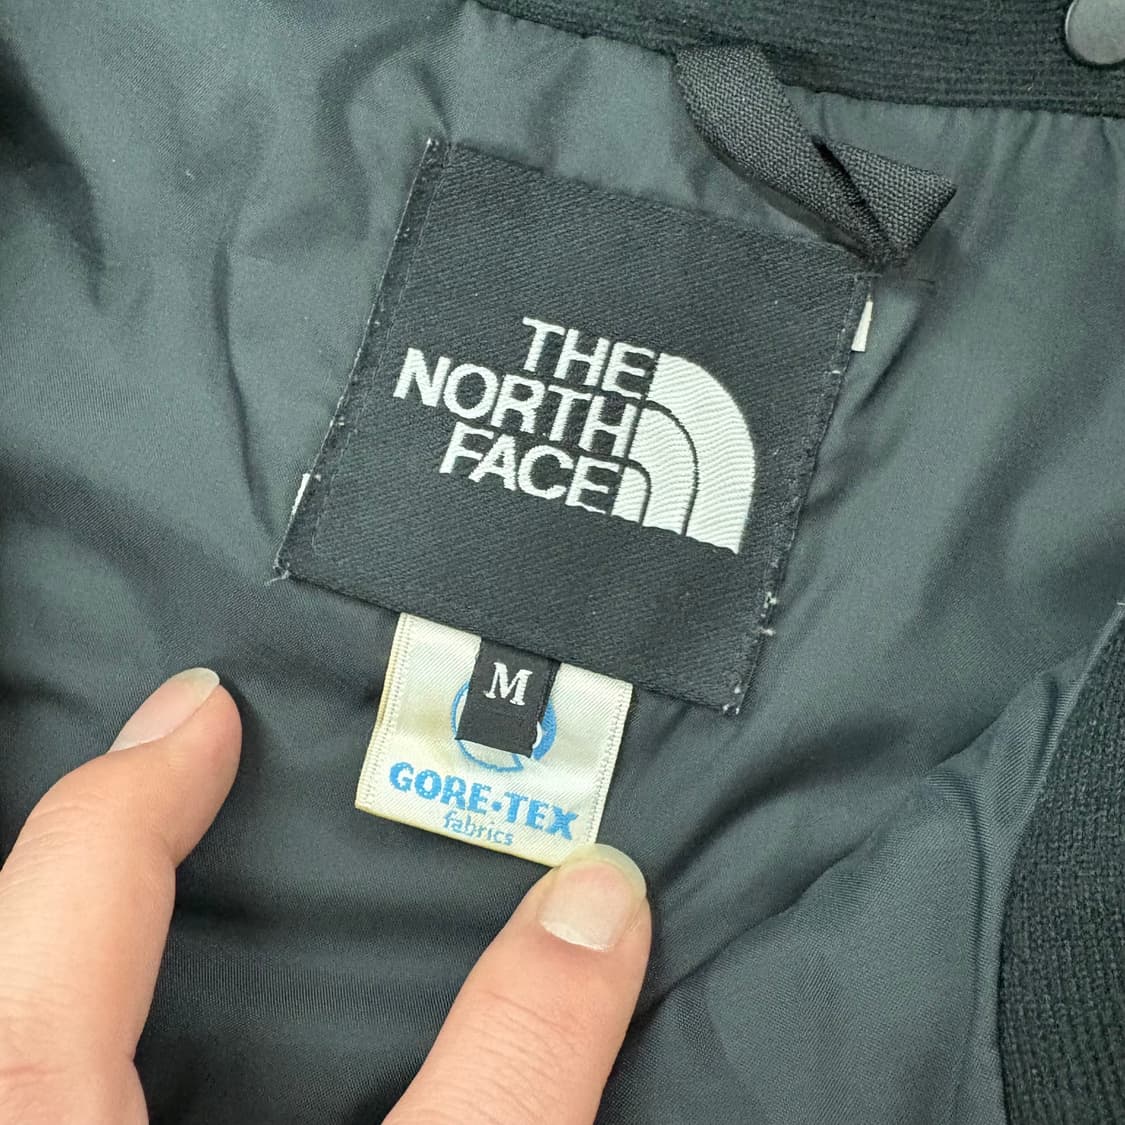 THE
NORTH
FACE
M
GORE-TEX
fabrics